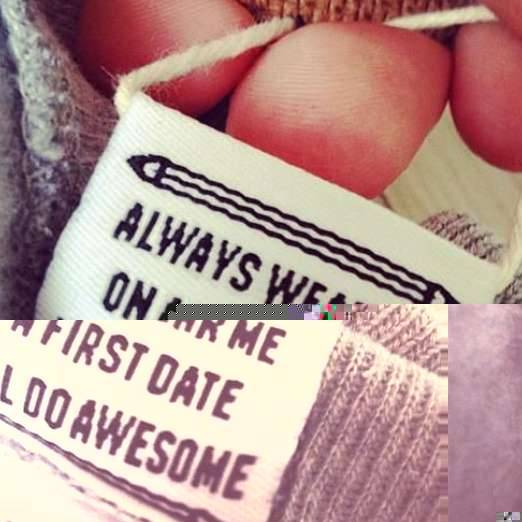 ALWAYS
ON ME
FIRST DATE
DO AWESOME